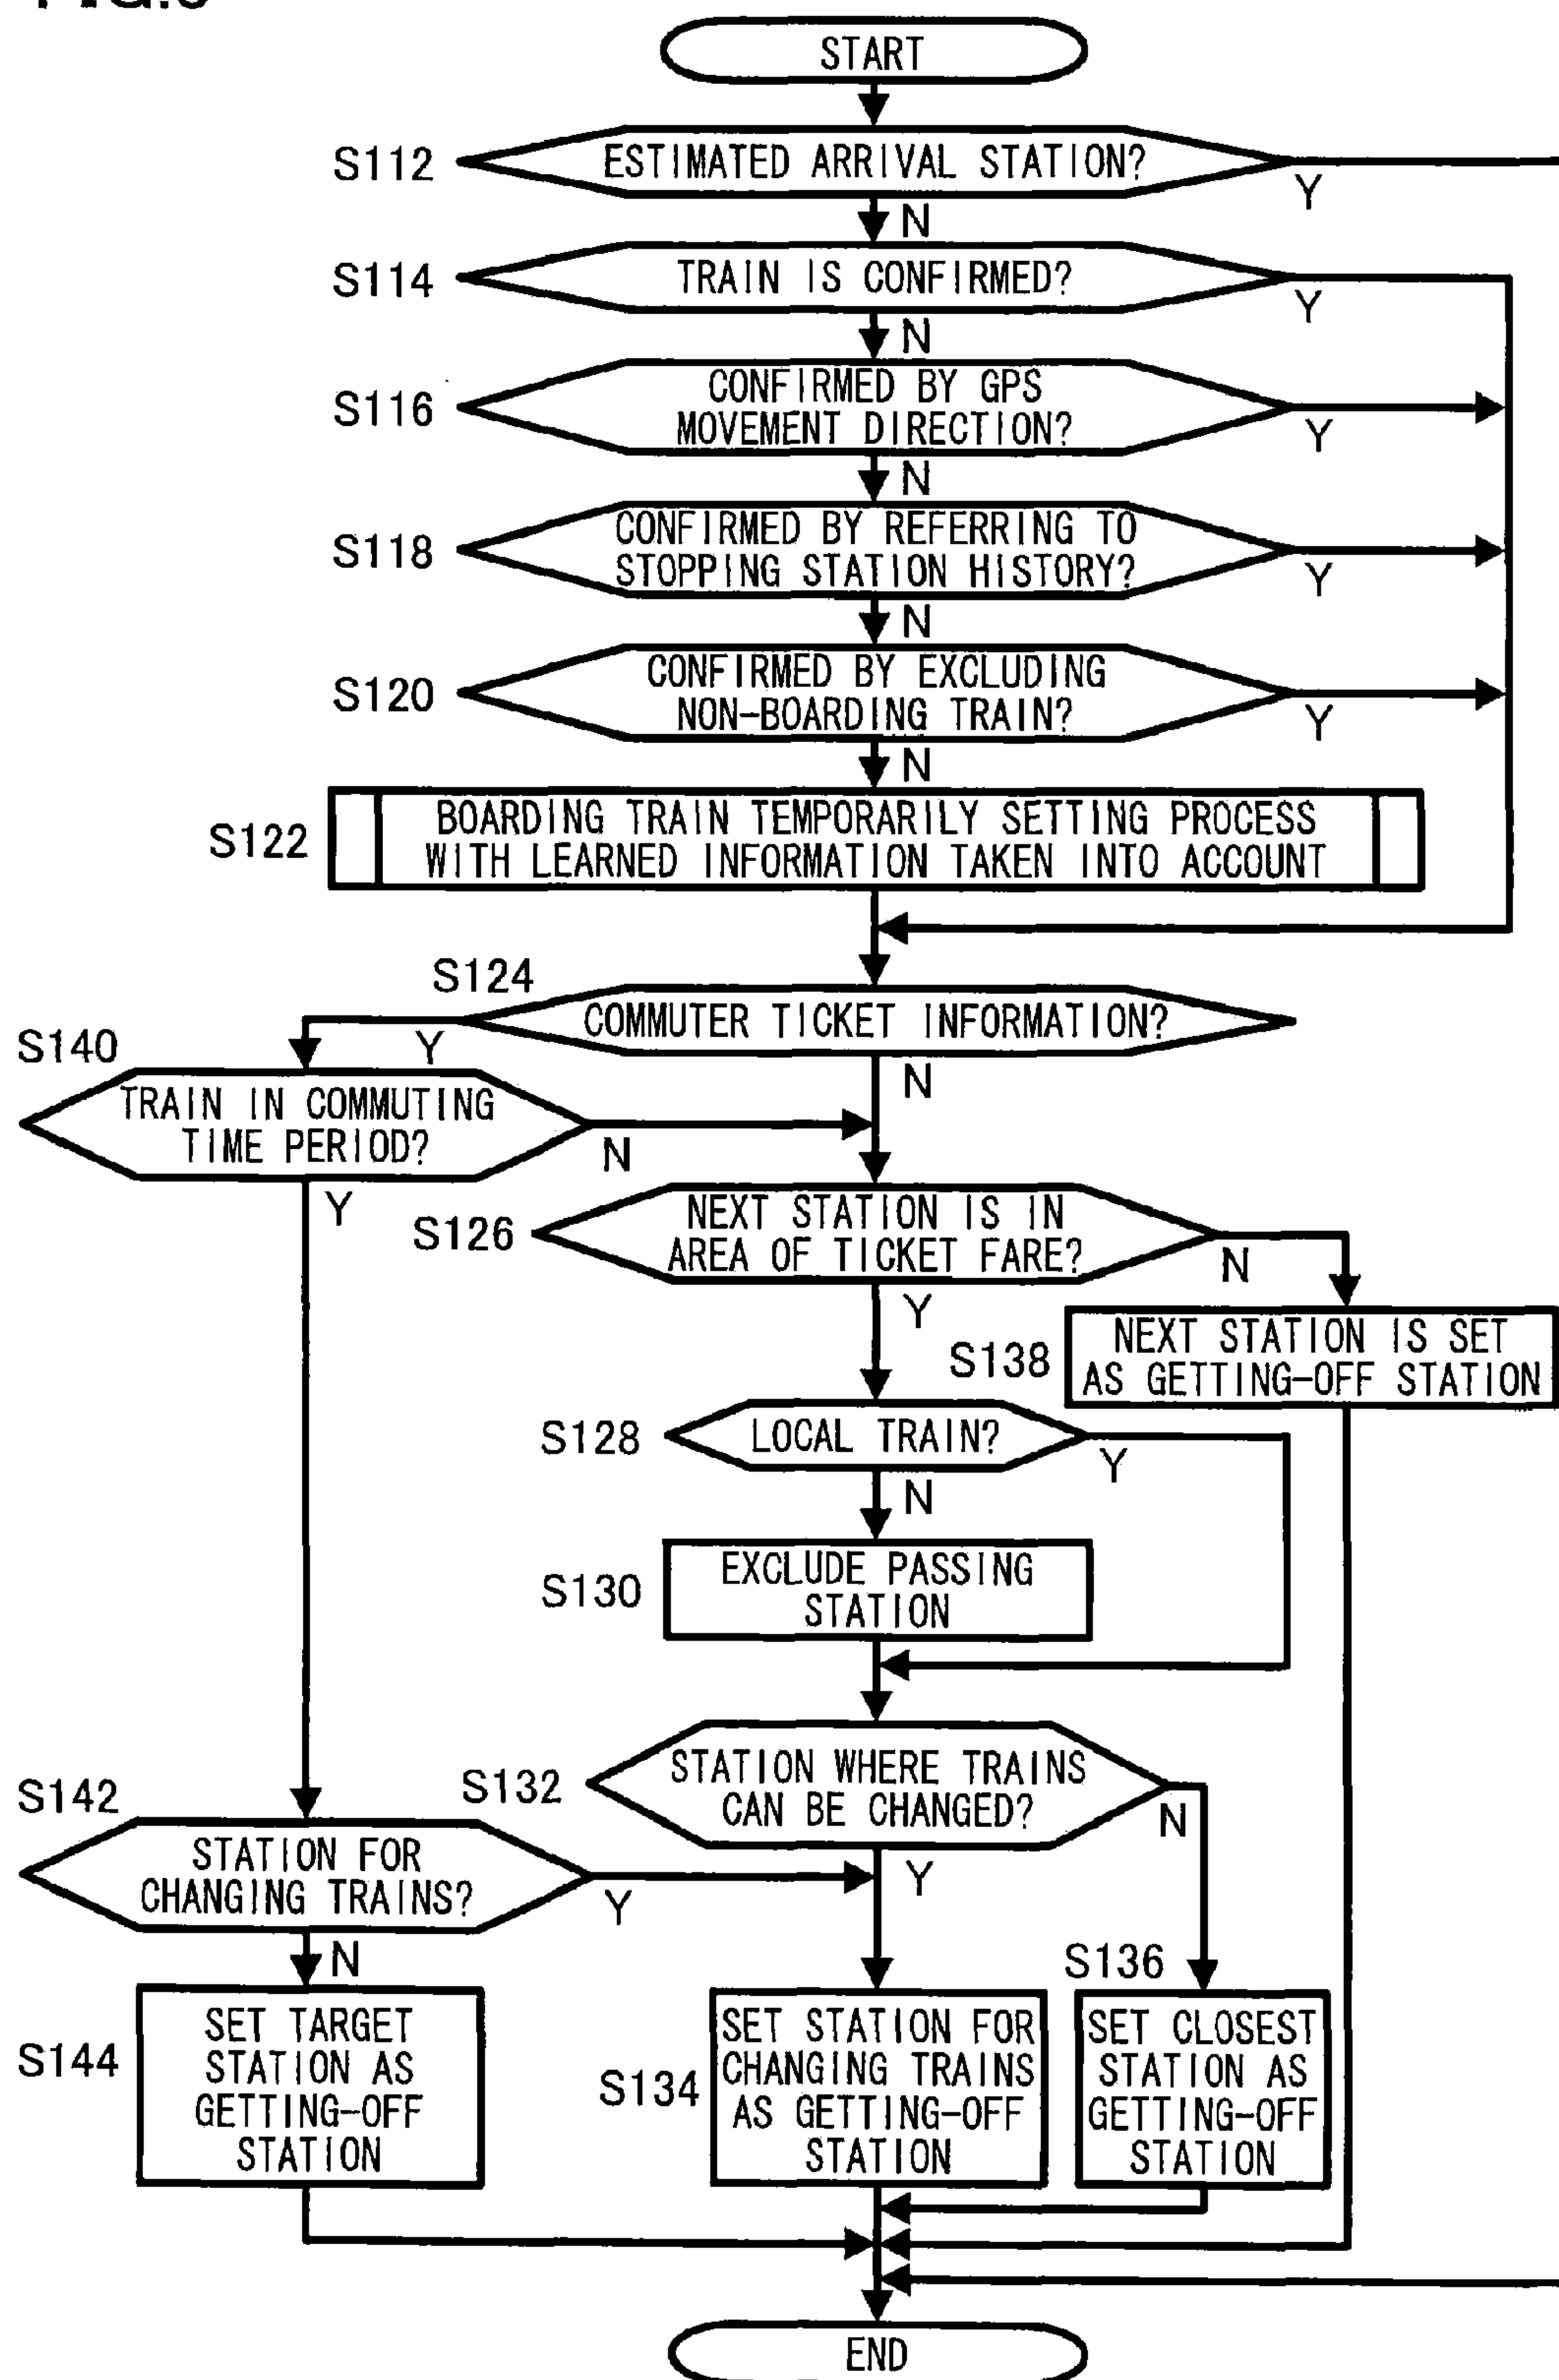 START
S112
ESTIMATED ARRIVAL STATION?
Y
N
S114
TRAIN IS CONFIRMED?
Y
N
S116
CONFIRMED BY GPS
MOVEMENT DIRECTION?
Y
N
S118
CONFIRMED BY REFERRING TO
STOPPING STATION HISTORY?
Y
N
S120
CONFIRMED BY EXCLUDING
NON-BOARDING TRAIN?
Y
N
S122
BOARDING TRAIN TEMPORARILY SETTING PROCESS
WITH LEARNED INFORMATION TAKEN INTO ACCOUNT
S124
COMMUTER TICKET INFORMATION?
Y
N
S140
TRAIN IN COMMUTING
TIME PERIOD?
N
Y
S126
NEXT STATION IS IN
AREA OF TICKET FARE?
N
Y
S138
NEXT STATION IS SET
AS GETTING-OFF STATION
S128
LOCAL TRAIN?
Y
N
S130
EXCLUDE PASSING
STATION
S132
STATION WHERE TRAINS
CAN BE CHANGED?
N
Y
S142
STATION FOR
CHANGING TRAINS?
Y
N
S144
SET TARGET
STATION AS
GETTING-OFF
STATION
S134
SET STATION FOR
CHANGING TRAINS
AS GETTING-OFF
STATION
S136
SET CLOSEST
STATION AS
GETTING-OFF
STATION
END